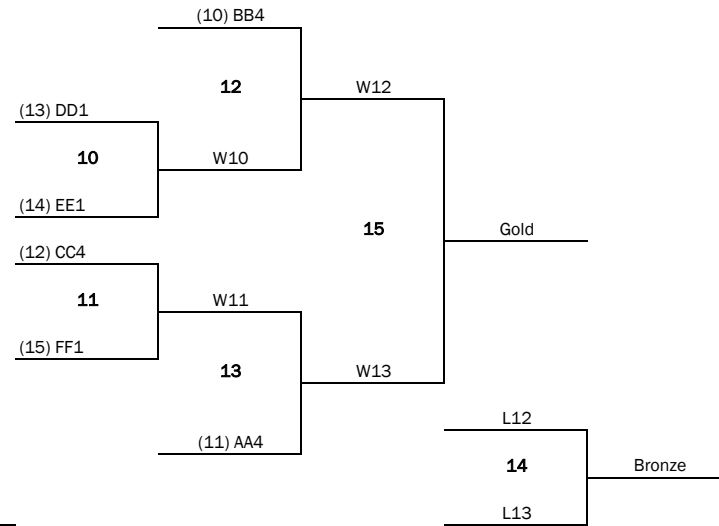 (10) BB4
12
W12
(13) DD1
10
W10
(14) EE1
15
Gold
(12) CC4
11
W11
(15) FF1
13
W13
(11) AA4
L12
14
Bronze
L13